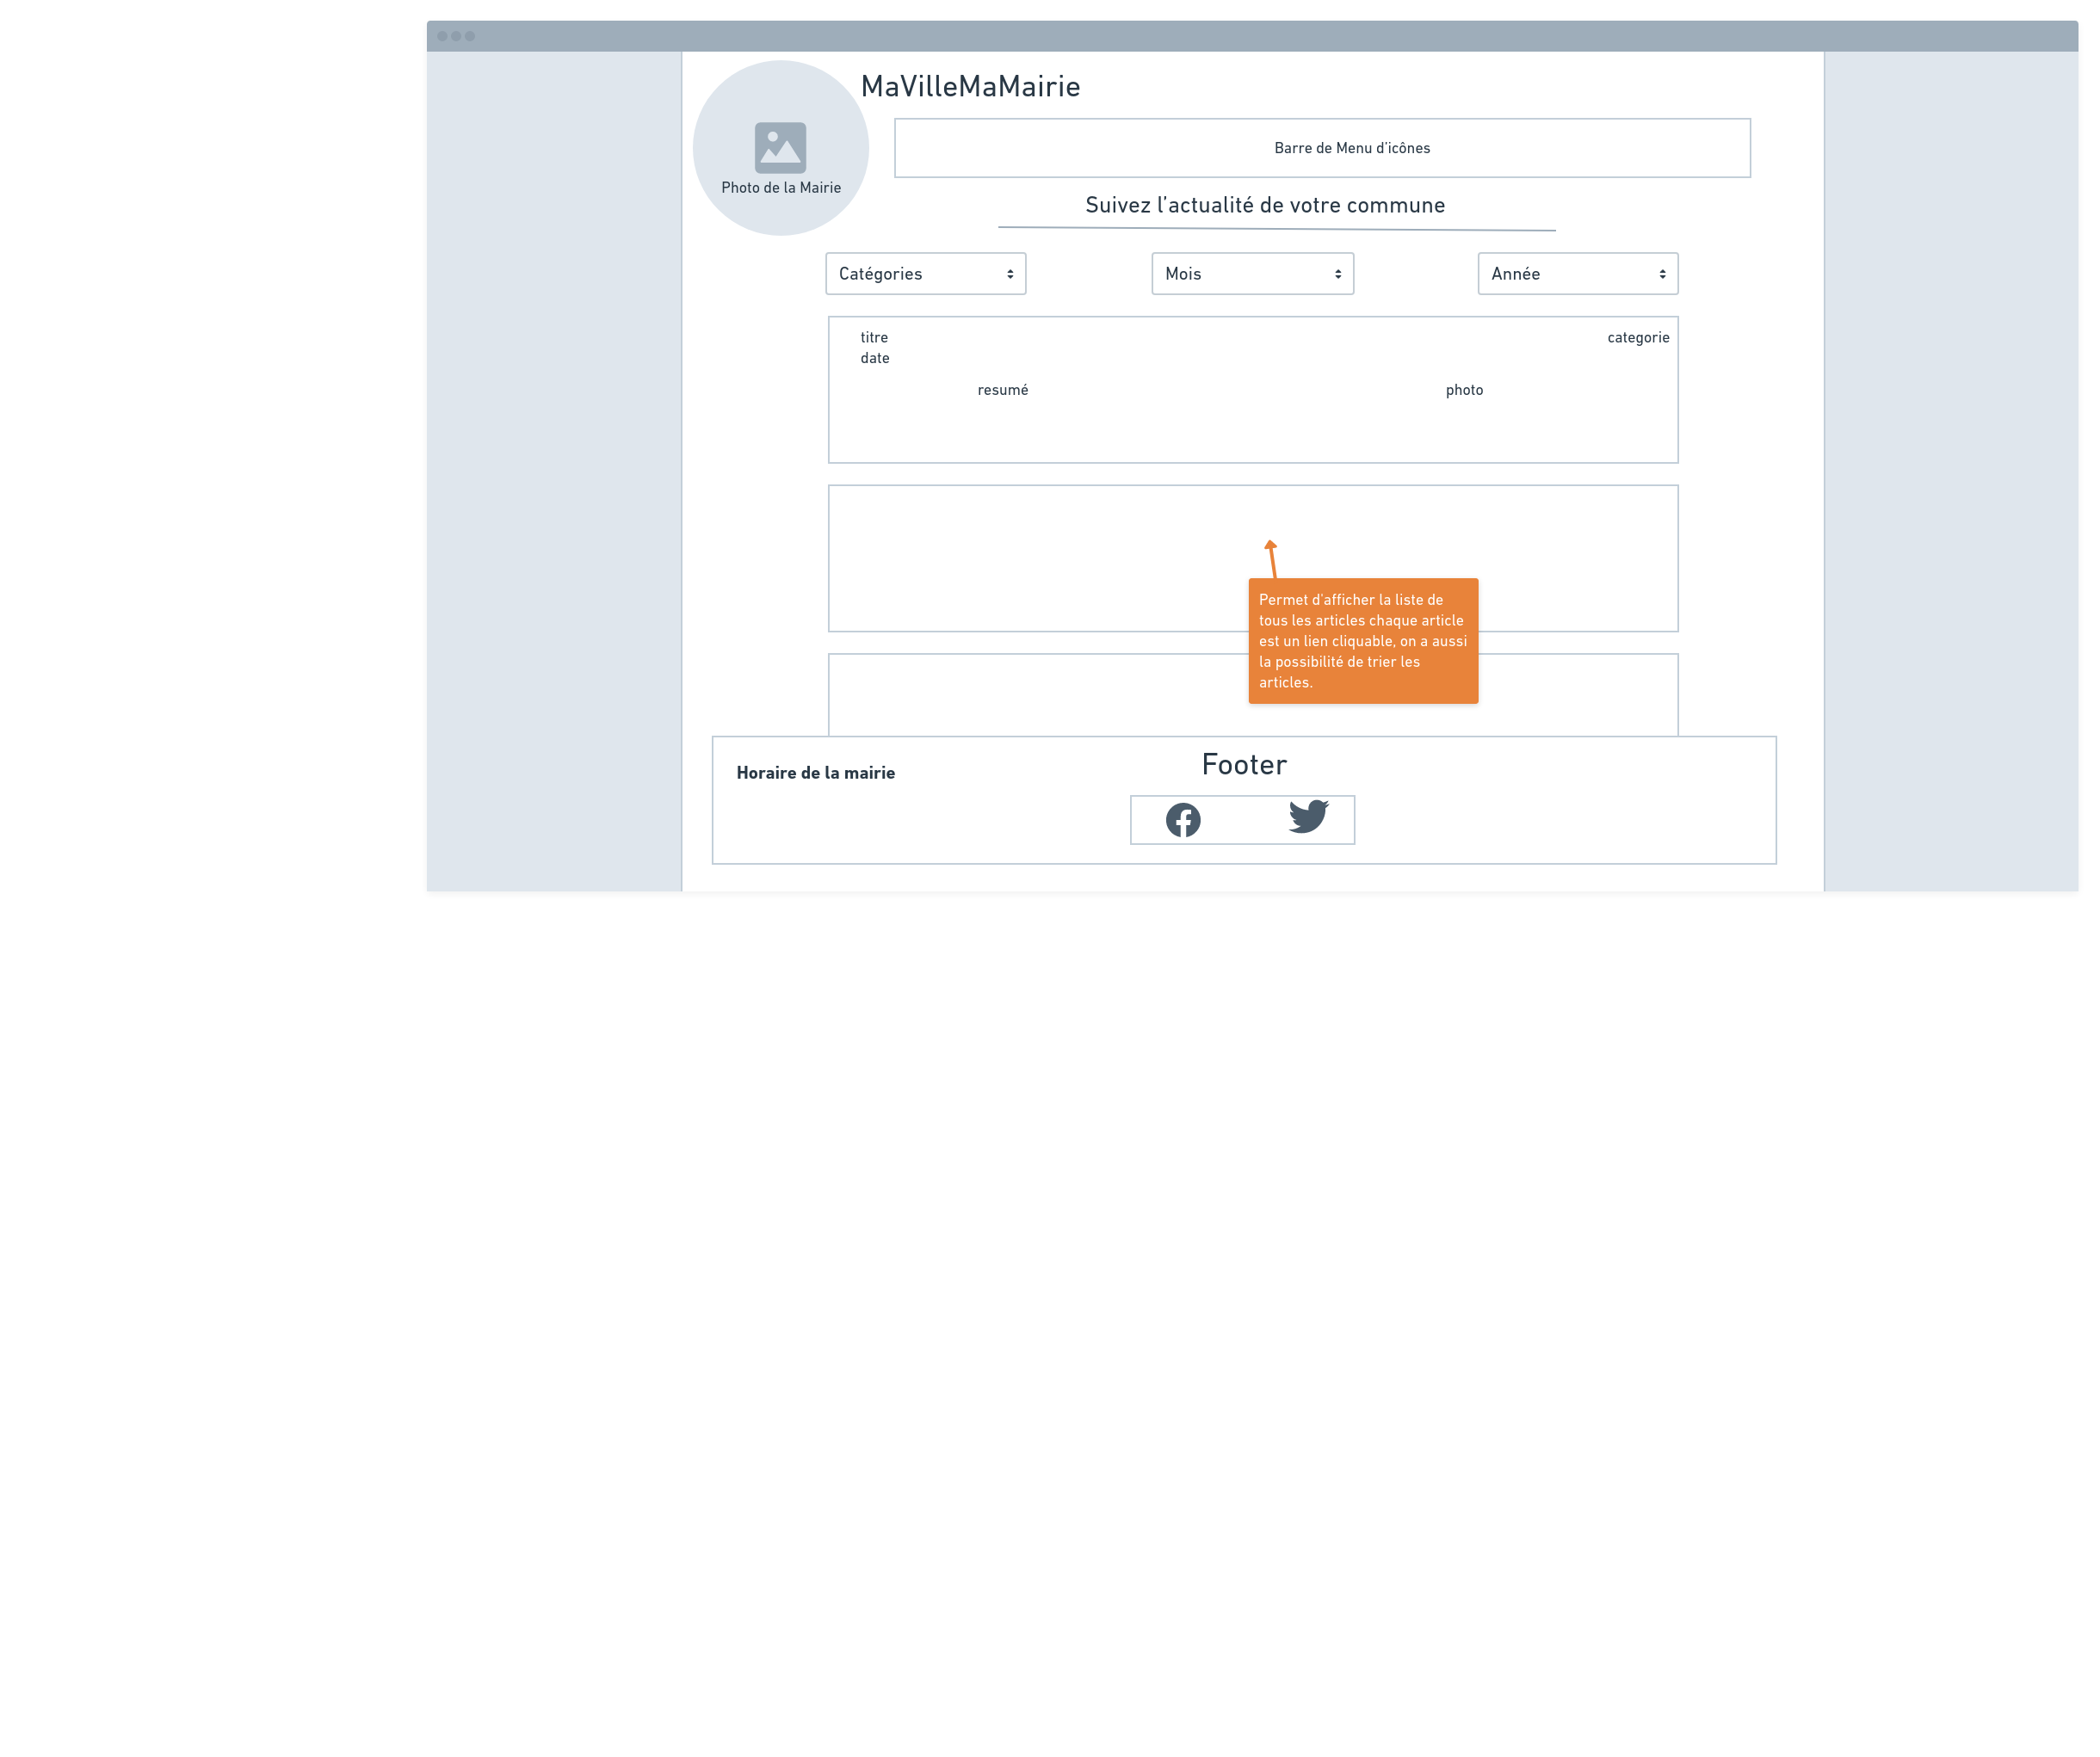 MaVilleMaMairie
Barre de Menu d'icônes
Photo de la Mairie
Suivez l'actualité de votre commune
Catégories
Mois
Année
titre
categorie
date
resumé
photo
Permet d'afficher la liste de
tous les articles chaque article
est un lien cliquable, on a aussi
la possibilité de trier les
articles.
Footer
Horaire de la mairie